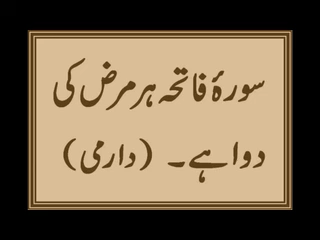 سورۂ فاتحہ ہر مرض کی
دوا ہے۔ (دارمی)